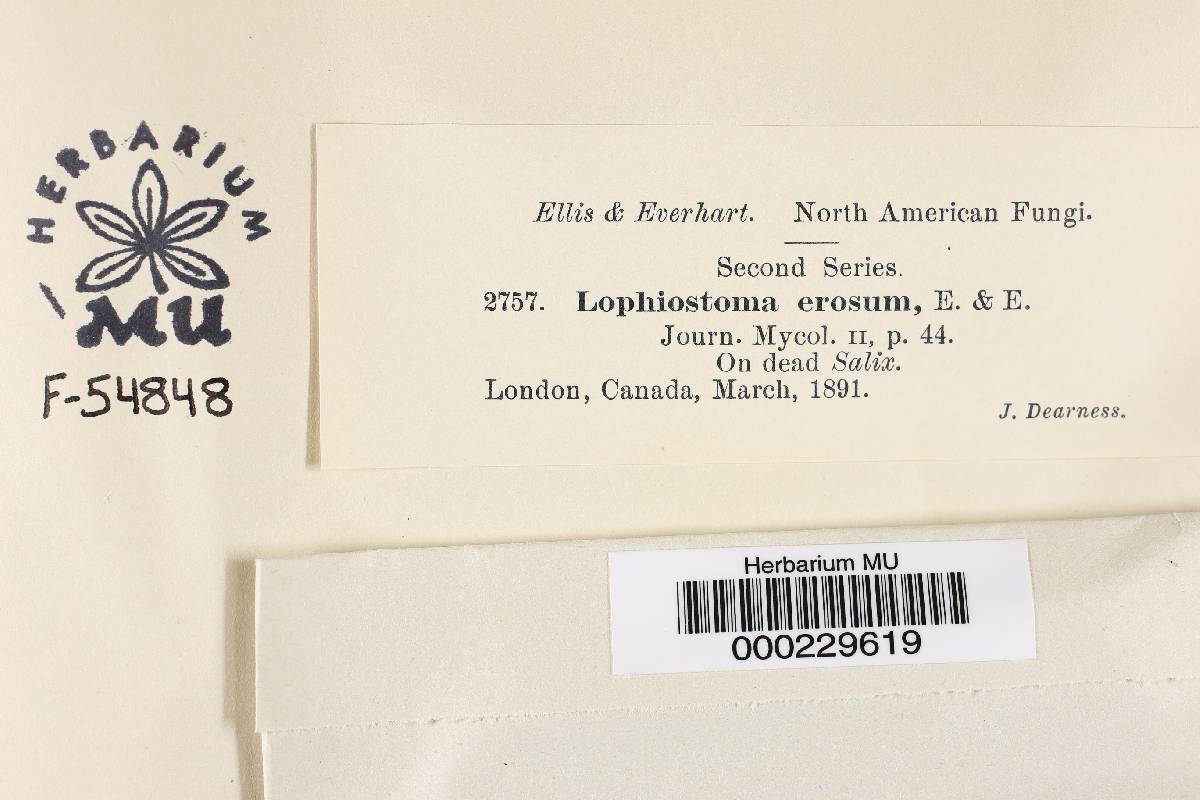 HERBARIUM
MU
F-54848
Ellis & Everhart. North American Fungi.
Second Series.
2757. Lophiostoma erosum, E. & E.
Journ. Mycol. II, p. 44.
On dead Salix.
London, Canada, March, 1891.
J. Dearness.
Herbarium MU
000229619